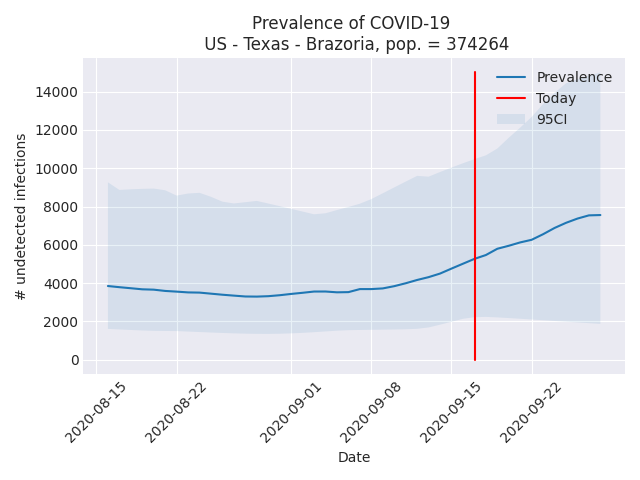 Prevalence of COVID-19
US - Texas - Brazoria, pop. = 374264
Prevalence
Today
95CI
14000
12000
10000
8000
6000
4000
2000
0
# undetected infections
2020-08-15
2020-08-22
2020-09-01
2020-09-08
2020-09-15
2020-09-22
Date